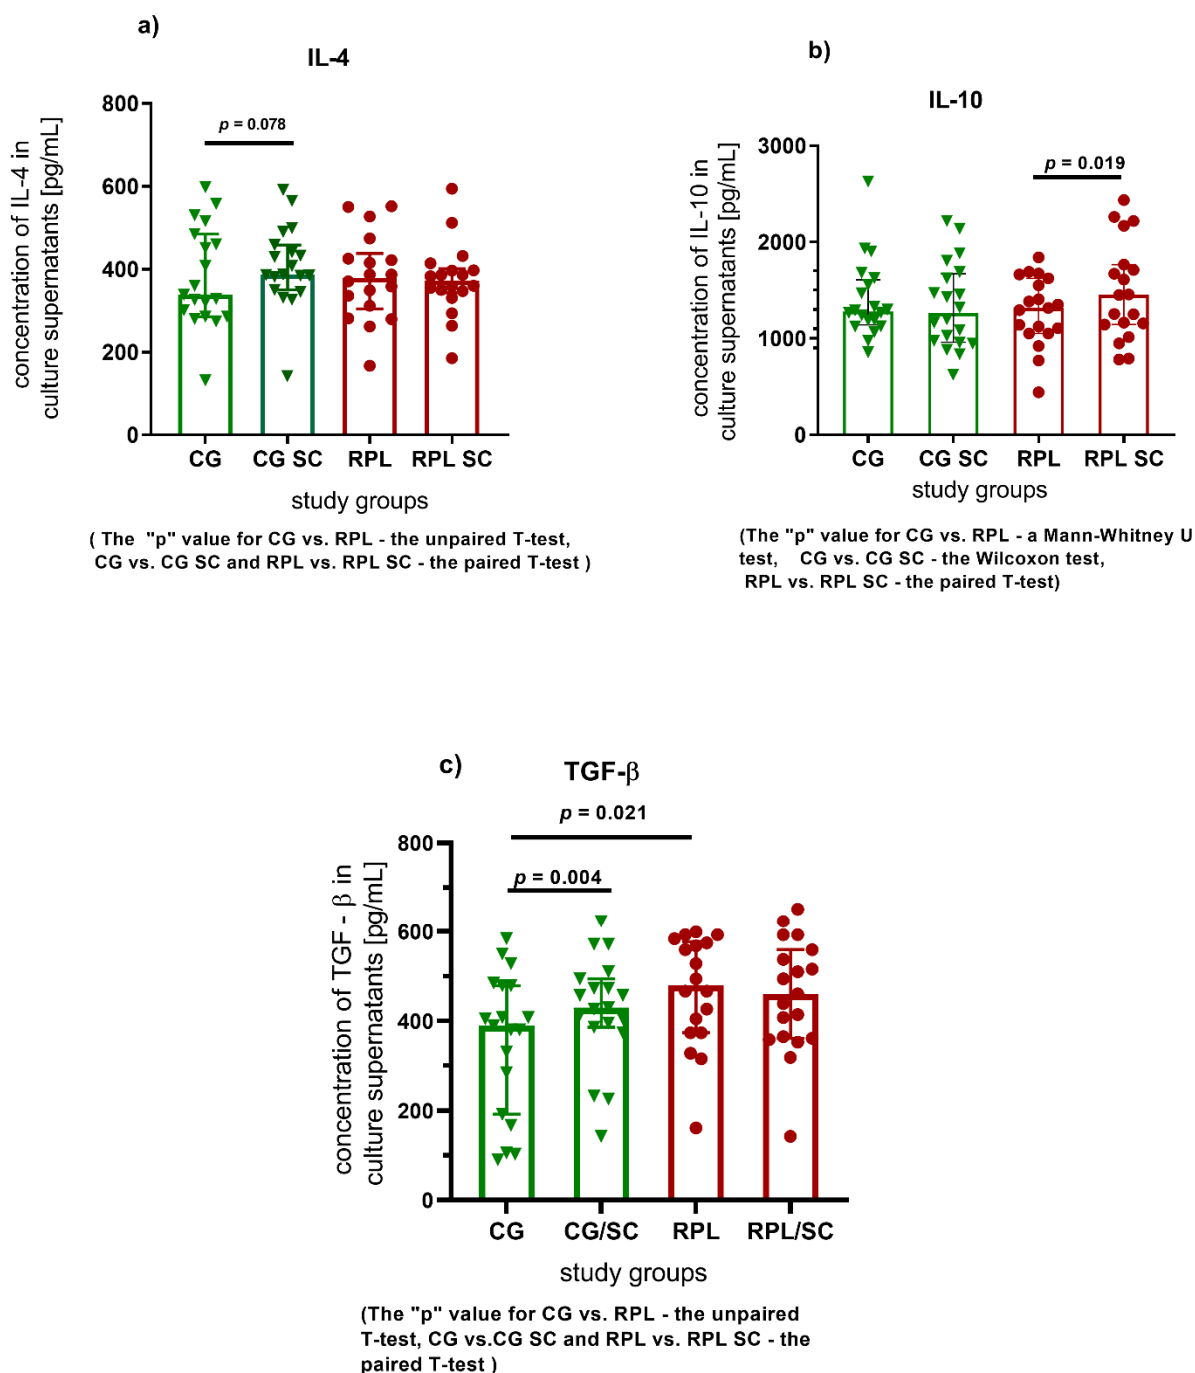 a)
IL-4
concentration of IL-4 in
culture supernatants [pg/mL]
800
600
400
200
0
p = 0.078
CG CG SC RPL RPL SC
study groups
( The "p" value for CG vs. RPL - the unpaired T-test,
CG vs. CG SC and RPL vs. RPL SC - the paired T-test )
b)
IL-10
concentration of IL-10 in
culture supernatants [pg/mL]
3000
2000
1000
0
p = 0.019
CG CG SC RPL RPL SC
study groups
(The "p" value for CG vs. RPL - a Mann-Whitney U
test, CG vs. CG SC - the Wilcoxon test,
RPL vs. RPL SC - the paired T-test)
c)
TGF-β
concentration of TGF - β in
culture supernatants [pg/mL]
800
600
400
200
0
p = 0.021
p = 0.004
CG CG/SC RPL RPL/SC
study groups
(The "p" value for CG vs. RPL - the unpaired
T-test, CG vs.CG SC and RPL vs. RPL SC - the
paired T-test )